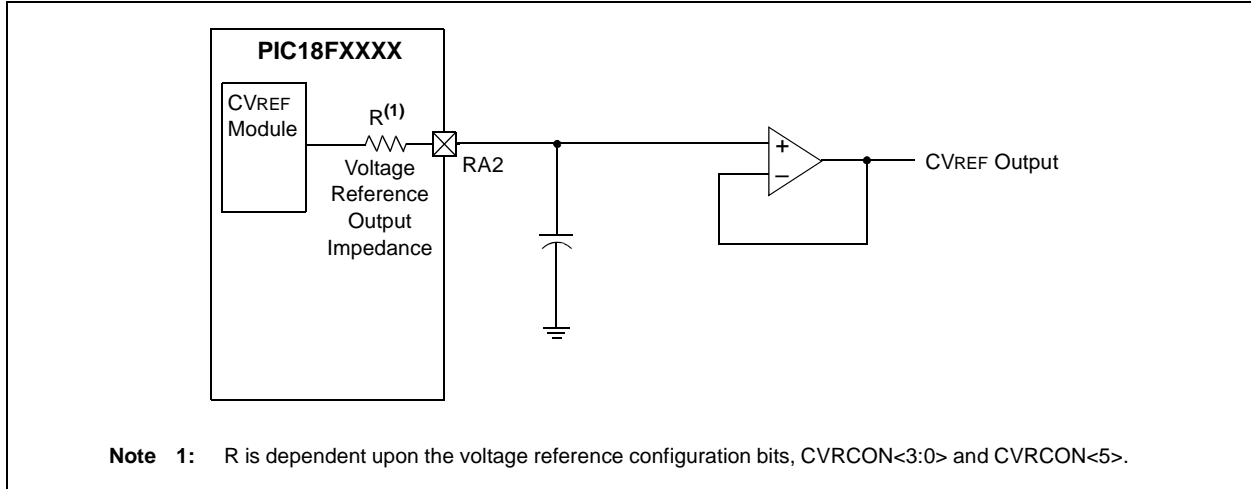 PIC18FXXXX
CVREF
Module
R(1)
Voltage
Reference
Output
Impedance
RA2
+
–
CVREF Output
Note 1: R is dependent upon the voltage reference configuration bits, CVRCON<3:0> and CVRCON<5>.